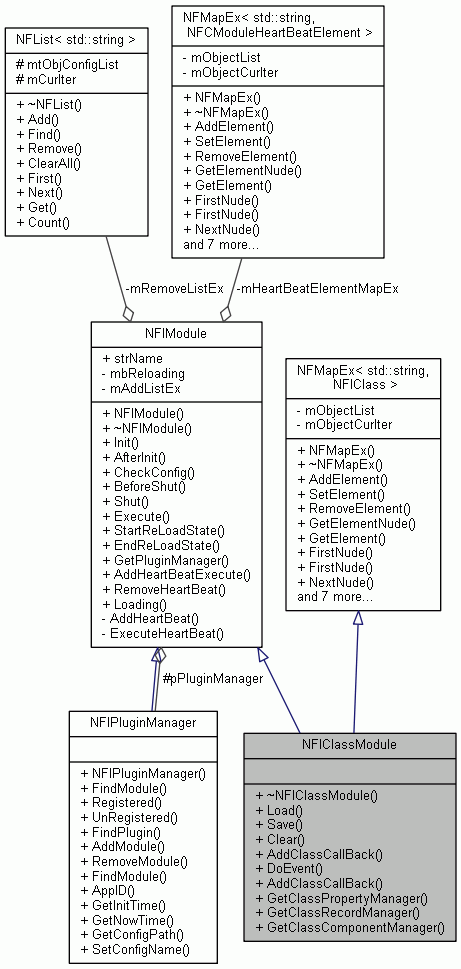 NFList< std::string >
# mtObjConfigList
# mCurIter
+ ~NFList()
+ Add()
+ Find()
+ Remove()
+ ClearAll()
+ First()
+ Next()
+ Get()
+ Count()
NFMapEx< std::string,
NFCModuleHeartBeatElement >
- mObjectList
- mObjectCurIter
+ NFMapEx()
+ ~NFMapEx()
+ AddElement()
+ SetElement()
+ RemoveElement()
+ GetElementNude()
+ GetElement()
+ FirstNude()
+ FirstNude()
+ NextNude()
and 7 more...
-mRemoveListEx
-mHeartBeatElementMapEx
NFIModule
+ strName
- mbReloading
- mAddListEx
+ NFIModule()
+ ~NFIModule()
+ Init()
+ AfterInit()
+ CheckConfig()
+ BeforeShut()
+ Shut()
+ Execute()
+ StartReLoadState()
+ EndReLoadState()
+ GetPluginManager()
+ AddHeartBeatExecute()
+ RemoveHeartBeat()
+ Loading()
- AddHeartBeat()
- ExecuteHeartBeat()
NFMapEx< std::string,
NFIClass >
- mObjectList
- mObjectCurIter
+ NFMapEx()
+ ~NFMapEx()
+ AddElement()
+ SetElement()
+ RemoveElement()
+ GetElementNude()
+ GetElement()
+ FirstNude()
+ FirstNude()
+ NextNude()
and 7 more...
#pPluginManager
NFIPluginManager
+ NFIPluginManager()
+ FindModule()
+ Registered()
+ UnRegistered()
+ FindPlugin()
+ AddModule()
+ RemoveModule()
+ FindModule()
+ AppID()
+ GetInitTime()
+ GetNowTime()
+ GetConfigPath()
+ SetConfigName()
NFIClassModule
+ ~NFIClassModule()
+ Load()
+ Save()
+ Clear()
+ AddClassCallBack()
+ DoEvent()
+ AddClassCallBack()
+ GetClassPropertyManager()
+ GetClassRecordManager()
+ GetClassComponentManager()